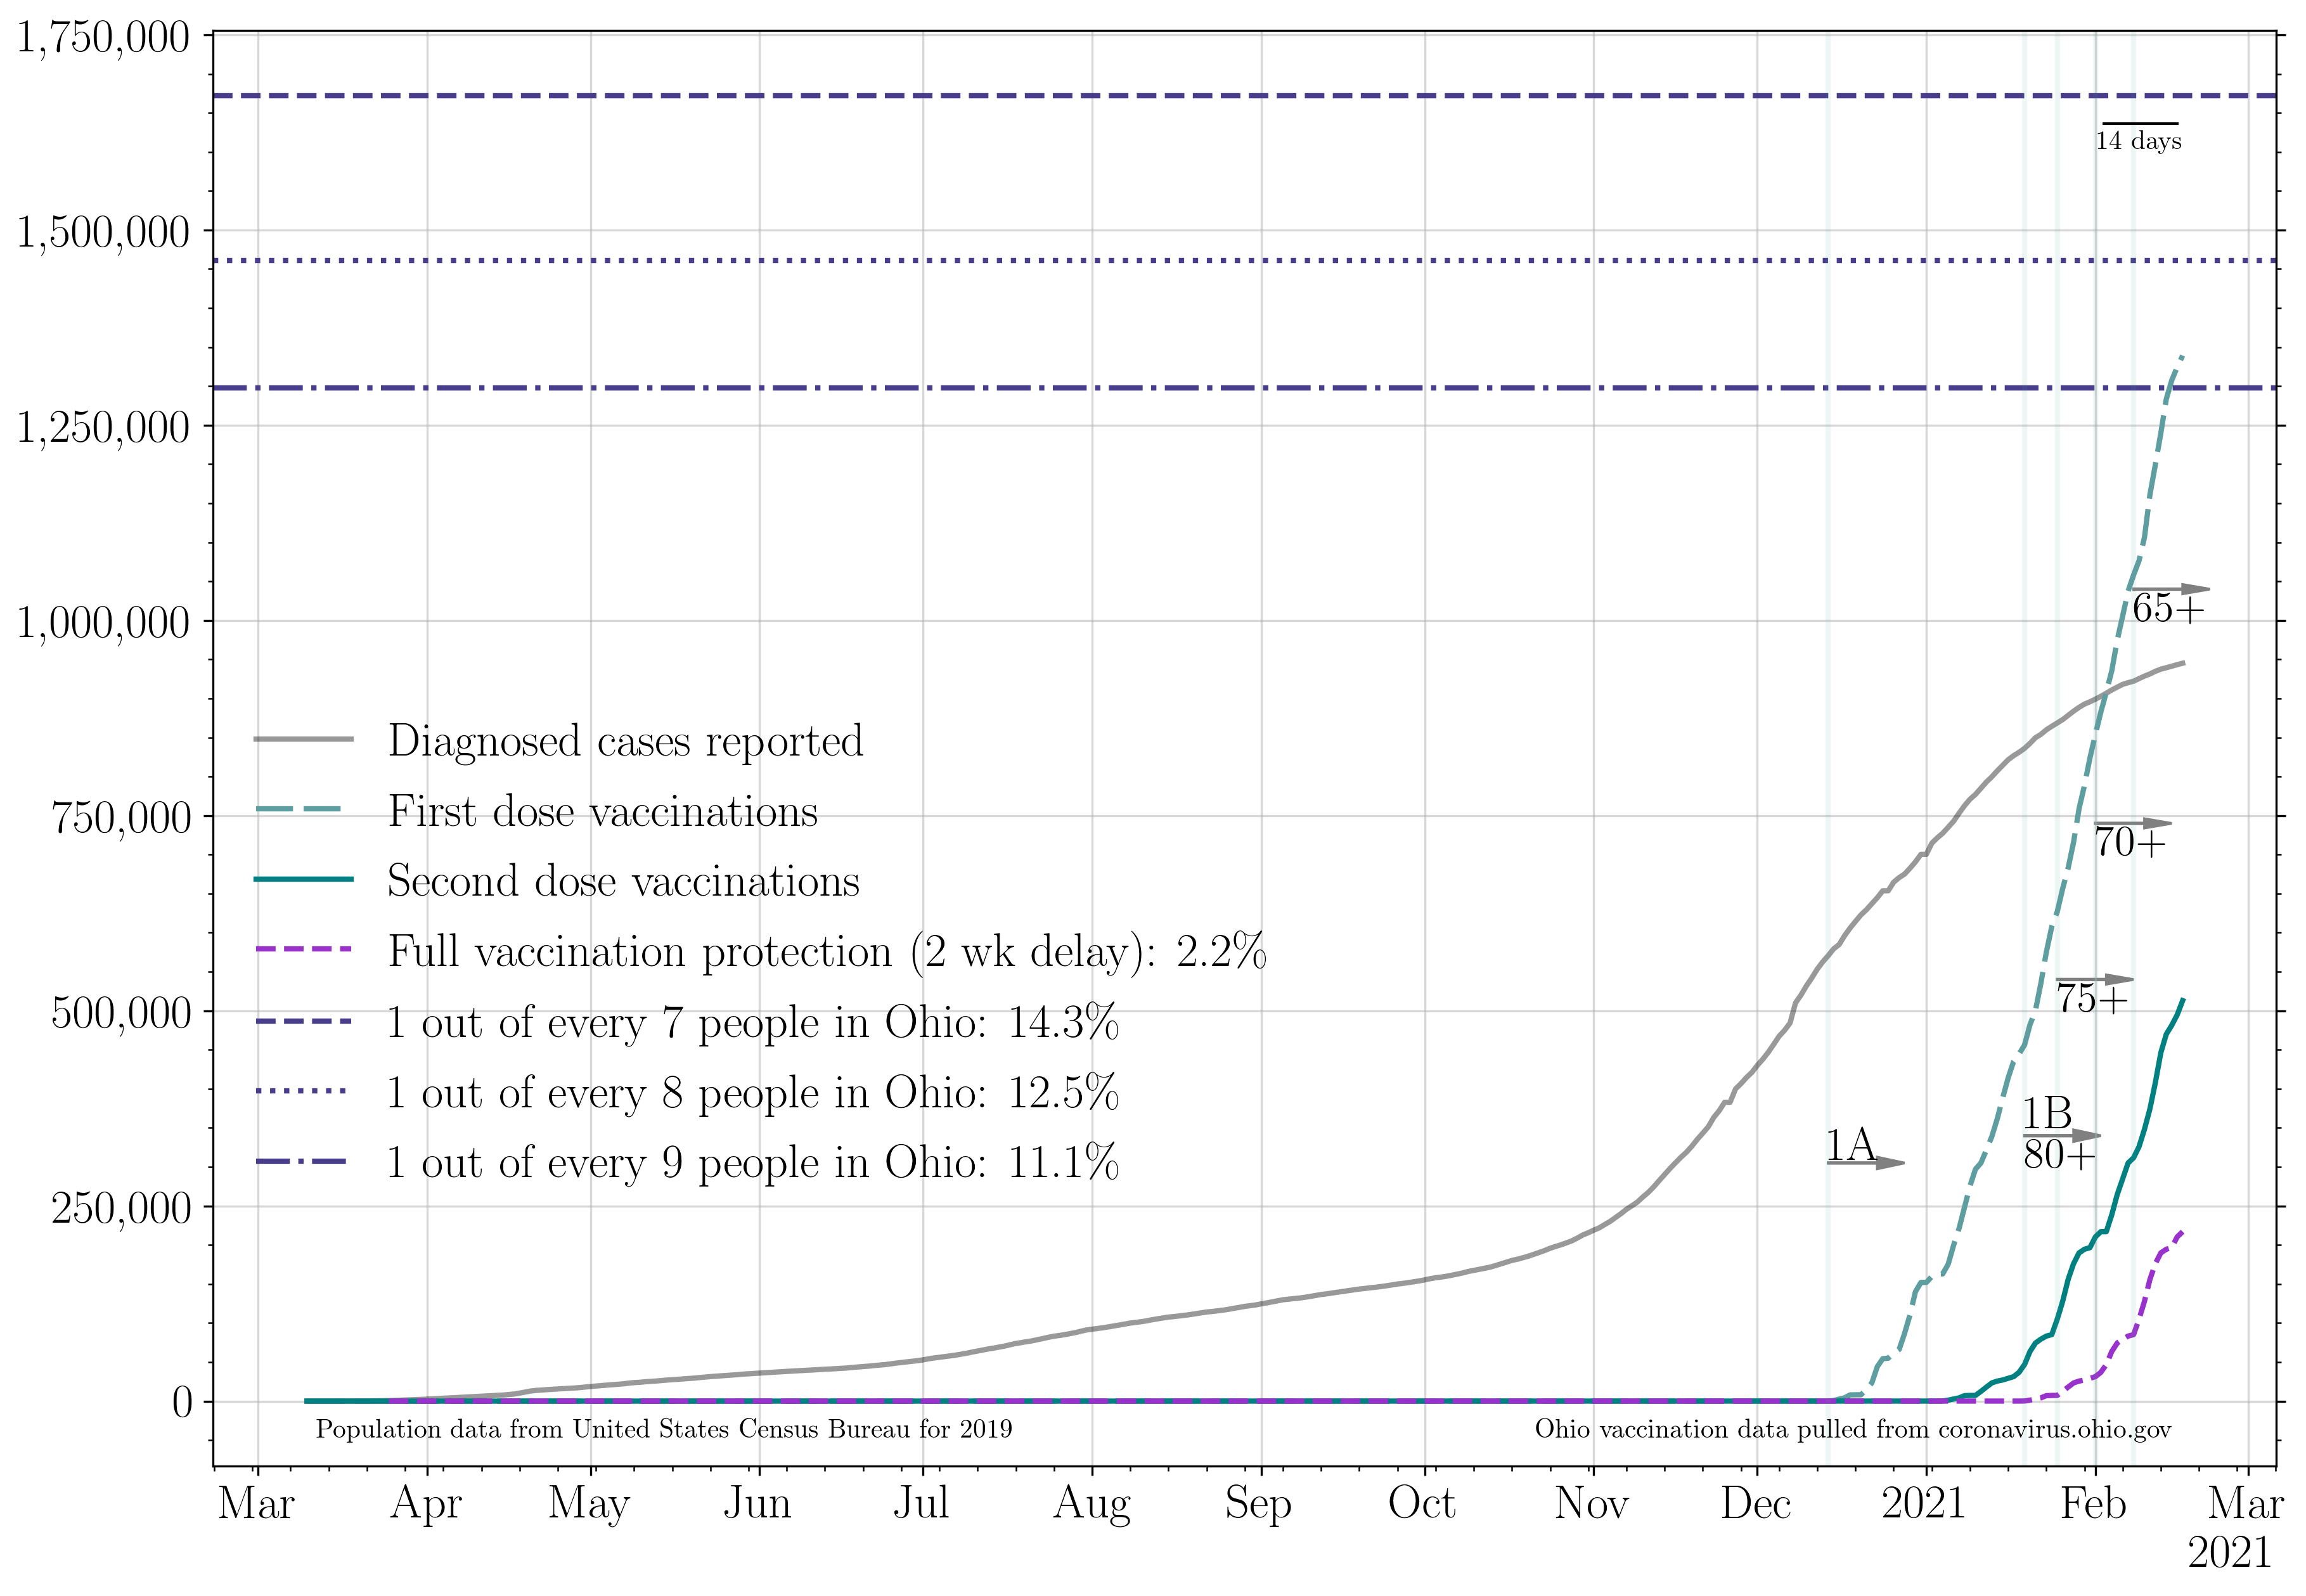 1,750,000
14 days
1,500,000
1,250,000
65+
1,000,000
Diagnosed cases reported
First dose vaccinations
750,000
70+
Second dose vaccinations
Full vaccination protection (2 wk delay): 2.2%
75+
500,000
1 out of every 7 people in Ohio: 14.3%
1 out of every 8 people in Ohio: 12.5%
1B
1A
80+
1 out of every 9 people in Ohio: 11.1%
250,000
0
Population data from United States Census Bureau for 2019
Ohio vaccination data pulled from coronavirus.ohio.gov
Mar Apr May Jun Jul Aug Sep Oct Nov Dec 2021 Feb Mar
2021